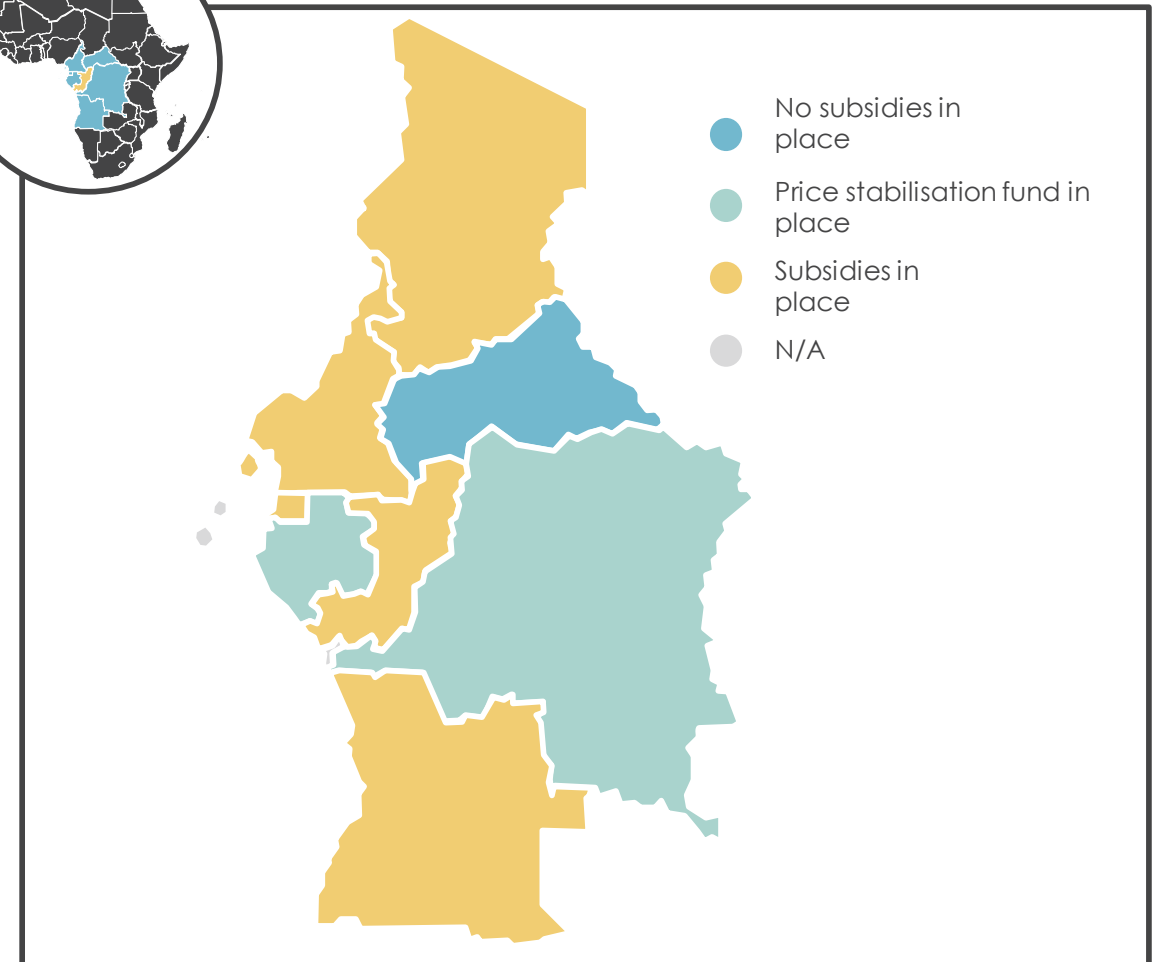 No subsidies in
place
Price stabilisation fund in
place
Subsidies in
place
N/A